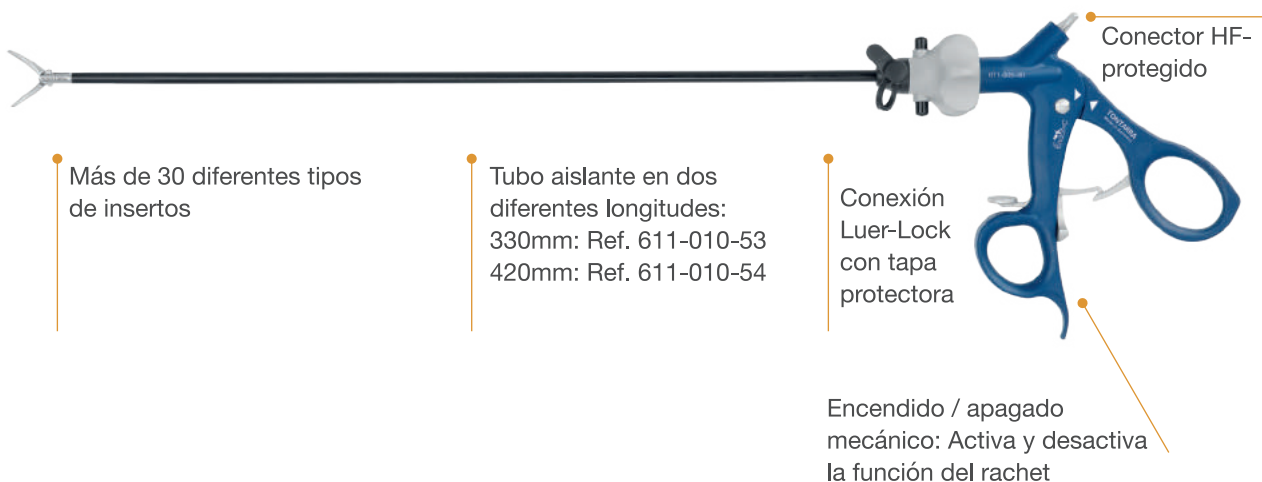 Conector HF-
protegido
Más de 30 diferentes tipos
de insertos
Tubo aislante en dos
diferentes longitudes:
330mm: Ref. 611-010-53
420mm: Ref. 611-010-54
Conexión
Luer-Lock
con tapa
protectora
TONTARRA
Encendido / apagado
mecánico: Activa y desactiva
la función del rachet